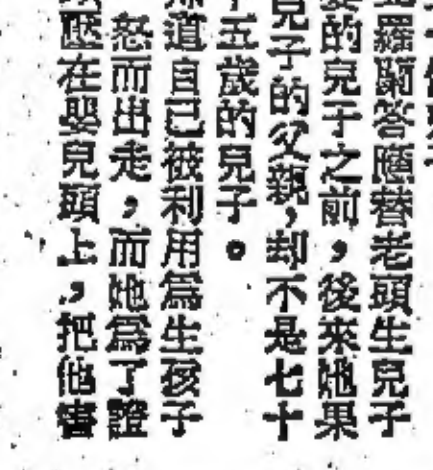 羅蘭答應替老頭生兒子
的兒子之前，後來她果
兒子的父親，却不是七十
五歲的兒子。
道自己被利用爲生孩子
怒而出走，而她爲了證
壓在嬰兒頭上，把他害